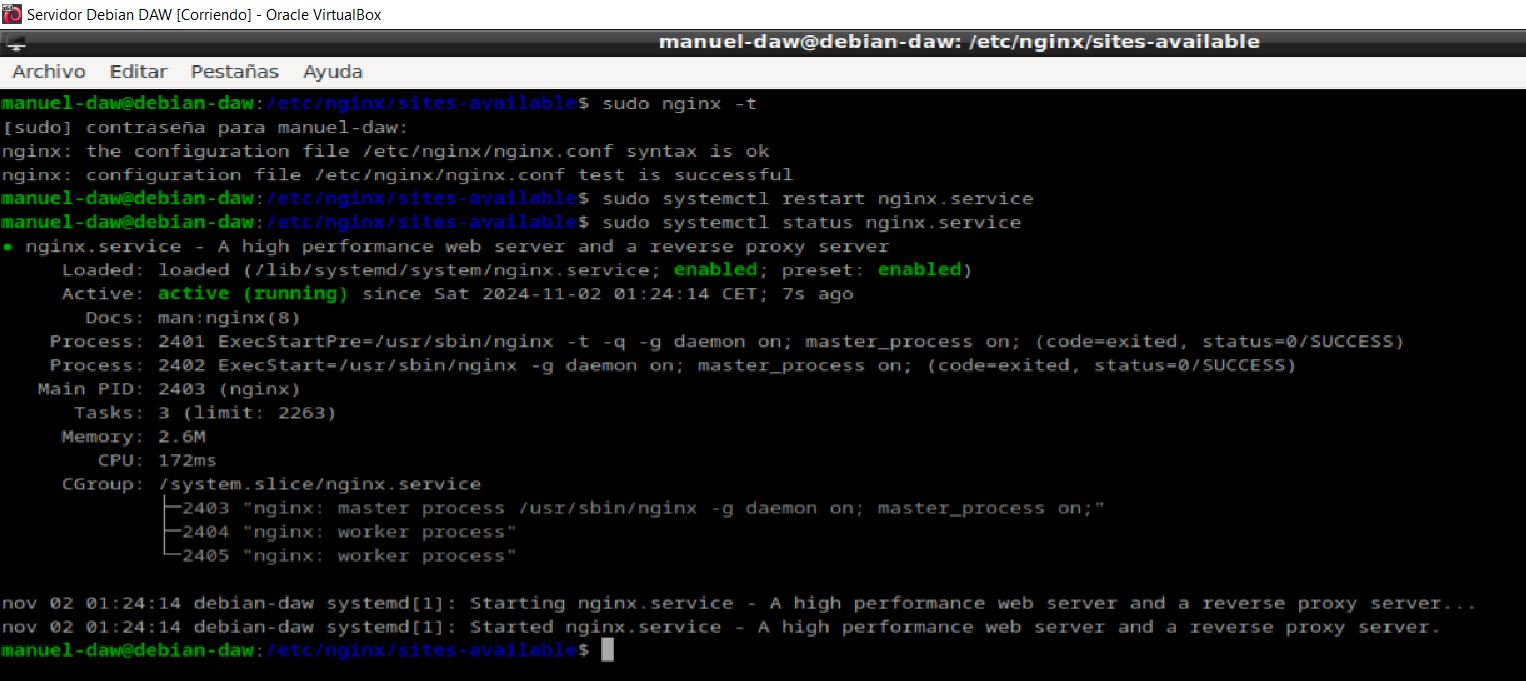 Servidor Debian DAW [Corriendo] - Oracle VirtualBox
manuel-daw@debian-daw: /etc/nginx/sites-available
Archivo Editar Pestañas Ayuda
manuel-daw@debian-daw:/etc/nginx/sites-available$ sudo nginx -t
[sudo] contraseña para manuel-daw:
nginx: the configuration file /etc/nginx/nginx.conf syntax is ok
nginx: configuration file /etc/nginx/nginx.conf test is successful
manuel-daw@debian-daw:/etc/nginx/sites-available$ sudo systemctl restart nginx.service
manuel-daw@debian-daw:/etc/nginx/sites-available$ sudo systemctl status nginx.service
● nginx.service - A high performance web server and a reverse proxy server
Loaded: loaded (/lib/systemd/system/nginx.service; enabled; preset: enabled)
Active: active (running) since Sat 2024-11-02 01:24:14 CET; 7s ago
Docs: man:nginx(8)
Process: 2401 ExecStartPre=/usr/sbin/nginx -t -q -g daemon on; master_process on; (code=exited, status=0/SUCCESS)
Process: 2402 ExecStart=/usr/sbin/nginx -g daemon on; master_process on; (code=exited, status=0/SUCCESS)
Main PID: 2403 (nginx)
Tasks: 3 (limit: 2263)
Memory: 2.6M
CPU: 172ms
CGroup: /system.slice/nginx.service
├─2403 "nginx: master process /usr/sbin/nginx -g daemon on; master_process on;"
├─2404 "nginx: worker process"
└─2405 "nginx: worker process"
nov 02 01:24:14 debian-daw systemd[1]: Starting nginx.service - A high performance web server and a reverse proxy server...
nov 02 01:24:14 debian-daw systemd[1]: Started nginx.service - A high performance web server and a reverse proxy server.
manuel-daw@debian-daw:/etc/nginx/sites-available$